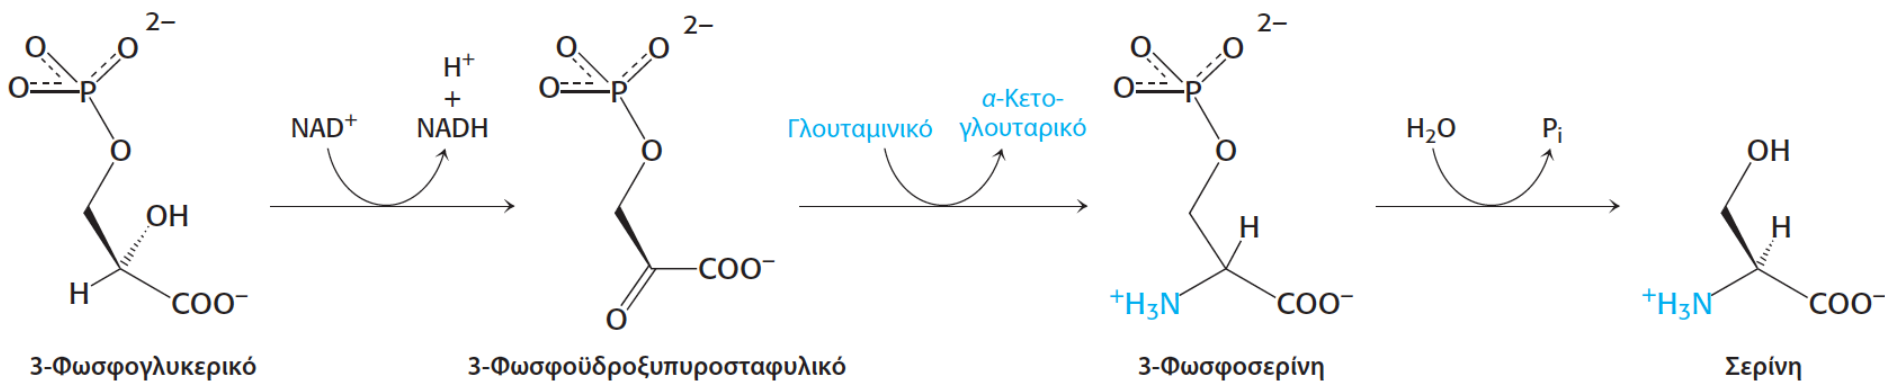 O O 2–
O P
O
OH
H COO⁻
3-Φωσφογλυκερικό
NAD⁺
H⁺
+
NADH
O O 2–
O P
O
COO⁻
O
3-Φωσφοϋδροξυπυροσταφυλικό
Γλουταμινικό
α-Κετο-
γλουταρικό
O O 2–
O P
O
H
⁺H₃N COO⁻
3-Φωσφοσερίνη
H₂O
Pᵢ
OH
H
⁺H₃N COO⁻
Σερίνη